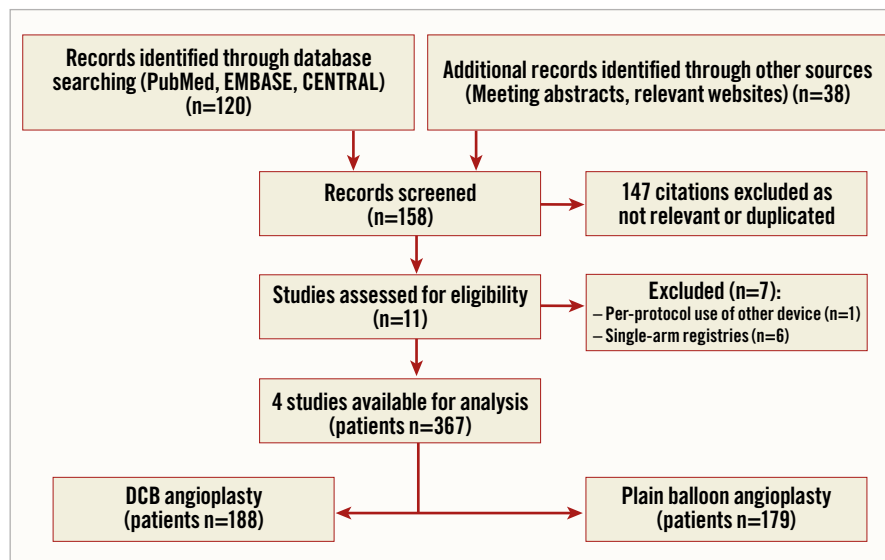 Records identified through database
searching (PubMed, EMBASE, CENTRAL)
(n=120)
Additional records identified through other sources
(Meeting abstracts, relevant websites) (n=38)
Records screened
(n=158)
147 citations excluded as
not relevant or duplicated
Studies assessed for eligibility
(n=11)
Excluded (n=7):
– Per-protocol use of other device (n=1)
– Single-arm registries (n=6)
4 studies available for analysis
(patients n=367)
DCB angioplasty
(patients n=188)
Plain balloon angioplasty
(patients n=179)